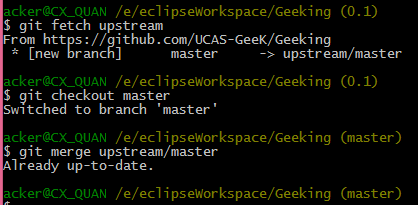 acker@CX_QUAN /e/eclipseWorkspace/Geeking (0.1)
$ git fetch upstream
From https://github.com/UCAS-GeeK/Geeking
 * [new branch]      master     -> upstream/master
acker@CX_QUAN /e/eclipseWorkspace/Geeking (0.1)
$ git checkout master
Switched to branch 'master'
acker@CX_QUAN /e/eclipseWorkspace/Geeking (master)
$ git merge upstream/master
Already up-to-date.
acker@CX_QUAN /e/eclipseWorkspace/Geeking (master)